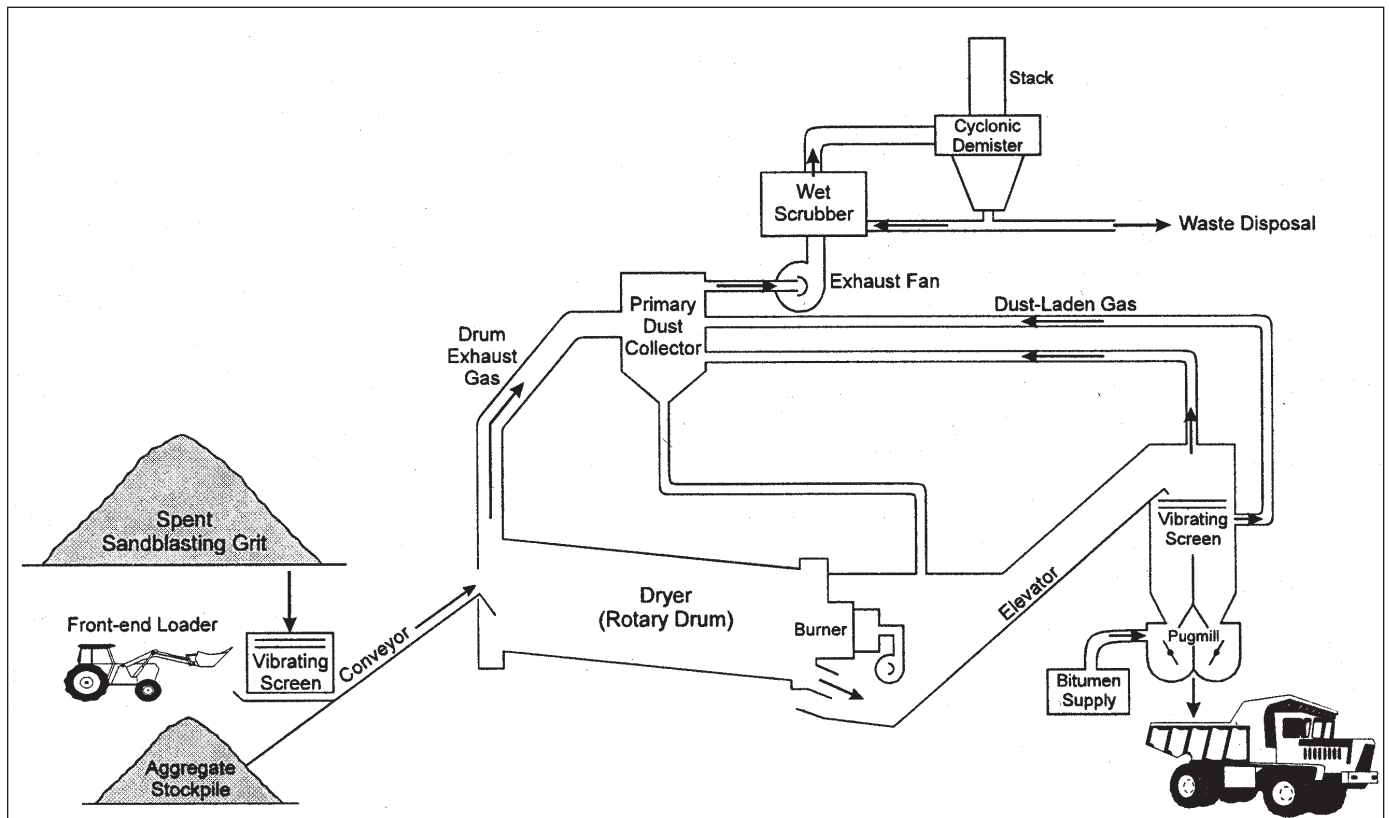 Stack
Cyclonic
Demister
Wet
Scrubber
Waste Disposal
Exhaust Fan
Primary
Dust
Collector
Dust-Laden Gas
Drum
Exhaust
Gas
Spent
Sandblasting Grit
Vibrating
Screen
Elevator
Dryer
(Rotary Drum)
Burner
Front-end Loader
Vibrating
Screen
Conveyor
Pugmill
Bitumen
Supply
Aggregate
Stockpile